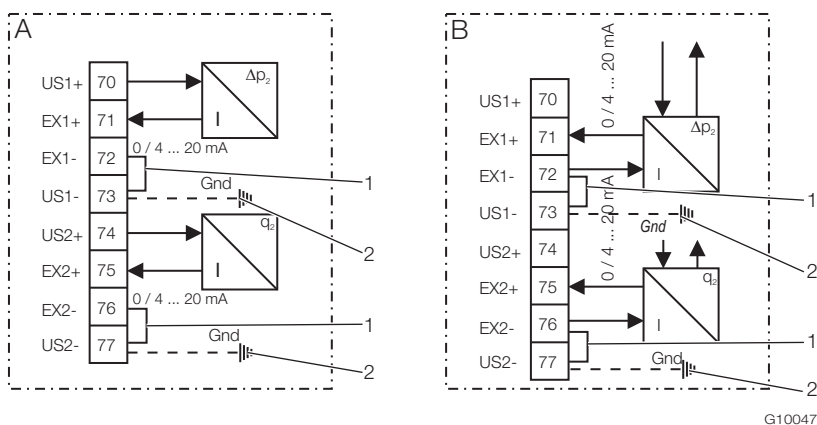 A
US1+ 70 Δp₂
EX1+ 71 I
0 / 4 ... 20 mA
EX1- 72
1
US1- 73 Gnd
2
US2+ 74 q₂
EX2+ 75 I
0 / 4 ... 20 mA
EX2- 76
1
US2- 77 Gnd
2
B
0 / 4 ... 20 mA
US1+ 70
EX1+ 71 Δp₂
EX1- 72 I
1
US1- 73 Gnd
2
0 / 4 ... 20 mA
US2+ 74
EX2+ 75 q₂
EX2- 76 I
1
US2- 77 Gnd
2
G10047